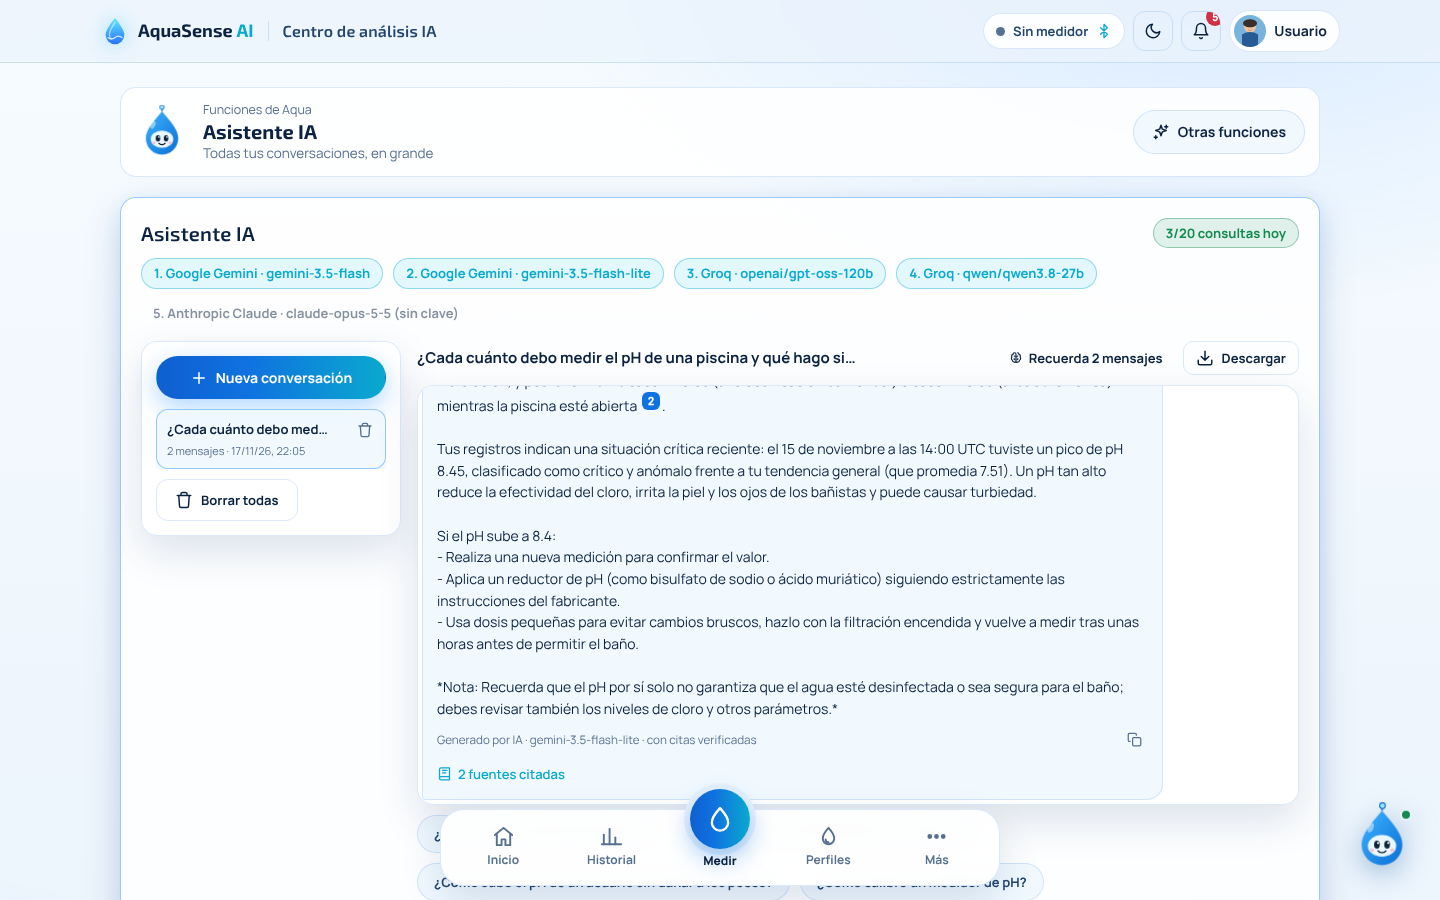 AquaSense AI
Centro de análisis IA
Sin medidor
5
Usuario
Funciones de Aqua
Asistente IA
Todas tus conversaciones, en grande
Otras funciones
Asistente IA
3/20 consultas hoy
1. Google Gemini · gemini-3.5-flash
2. Google Gemini · gemini-3.5-flash-lite
3. Groq · openai/gpt-oss-120b
4. Groq · qwen/qwen3.8-27b
5. Anthropic Claude · claude-opus-5-5 (sin clave)
Nueva conversación
¿Cada cuánto debo med...
2 mensajes · 17/11/26, 22:05
Borrar todas
¿Cada cuánto debo medir el pH de una piscina y qué hago si...
Recuerda 2 mensajes
Descargar
mientras la piscina esté abierta 2 .
Tus registros indican una situación crítica reciente: el 15 de noviembre a las 14:00 UTC tuviste un pico de pH
8.45, clasificado como crítico y anómalo frente a tu tendencia general (que promedia 7.51). Un pH tan alto
reduce la efectividad del cloro, irrita la piel y los ojos de los bañistas y puede causar turbiedad.
Si el pH sube a 8.4:
- Realiza una nueva medición para confirmar el valor.
- Aplica un reductor de pH (como bisulfato de sodio o ácido muriático) siguiendo estrictamente las
instrucciones del fabricante.
- Usa dosis pequeñas para evitar cambios bruscos, hazlo con la filtración encendida y vuelve a medir tras unas
horas antes de permitir el baño.
*Nota: Recuerda que el pH por sí solo no garantiza que el agua esté desinfectada o sea segura para el baño;
debes revisar también los niveles de cloro y otros parámetros.*
Generado por IA · gemini-3.5-flash-lite · con citas verificadas
2 fuentes citadas
Inicio
Historial
Medir
Perfiles
Más
de pH?